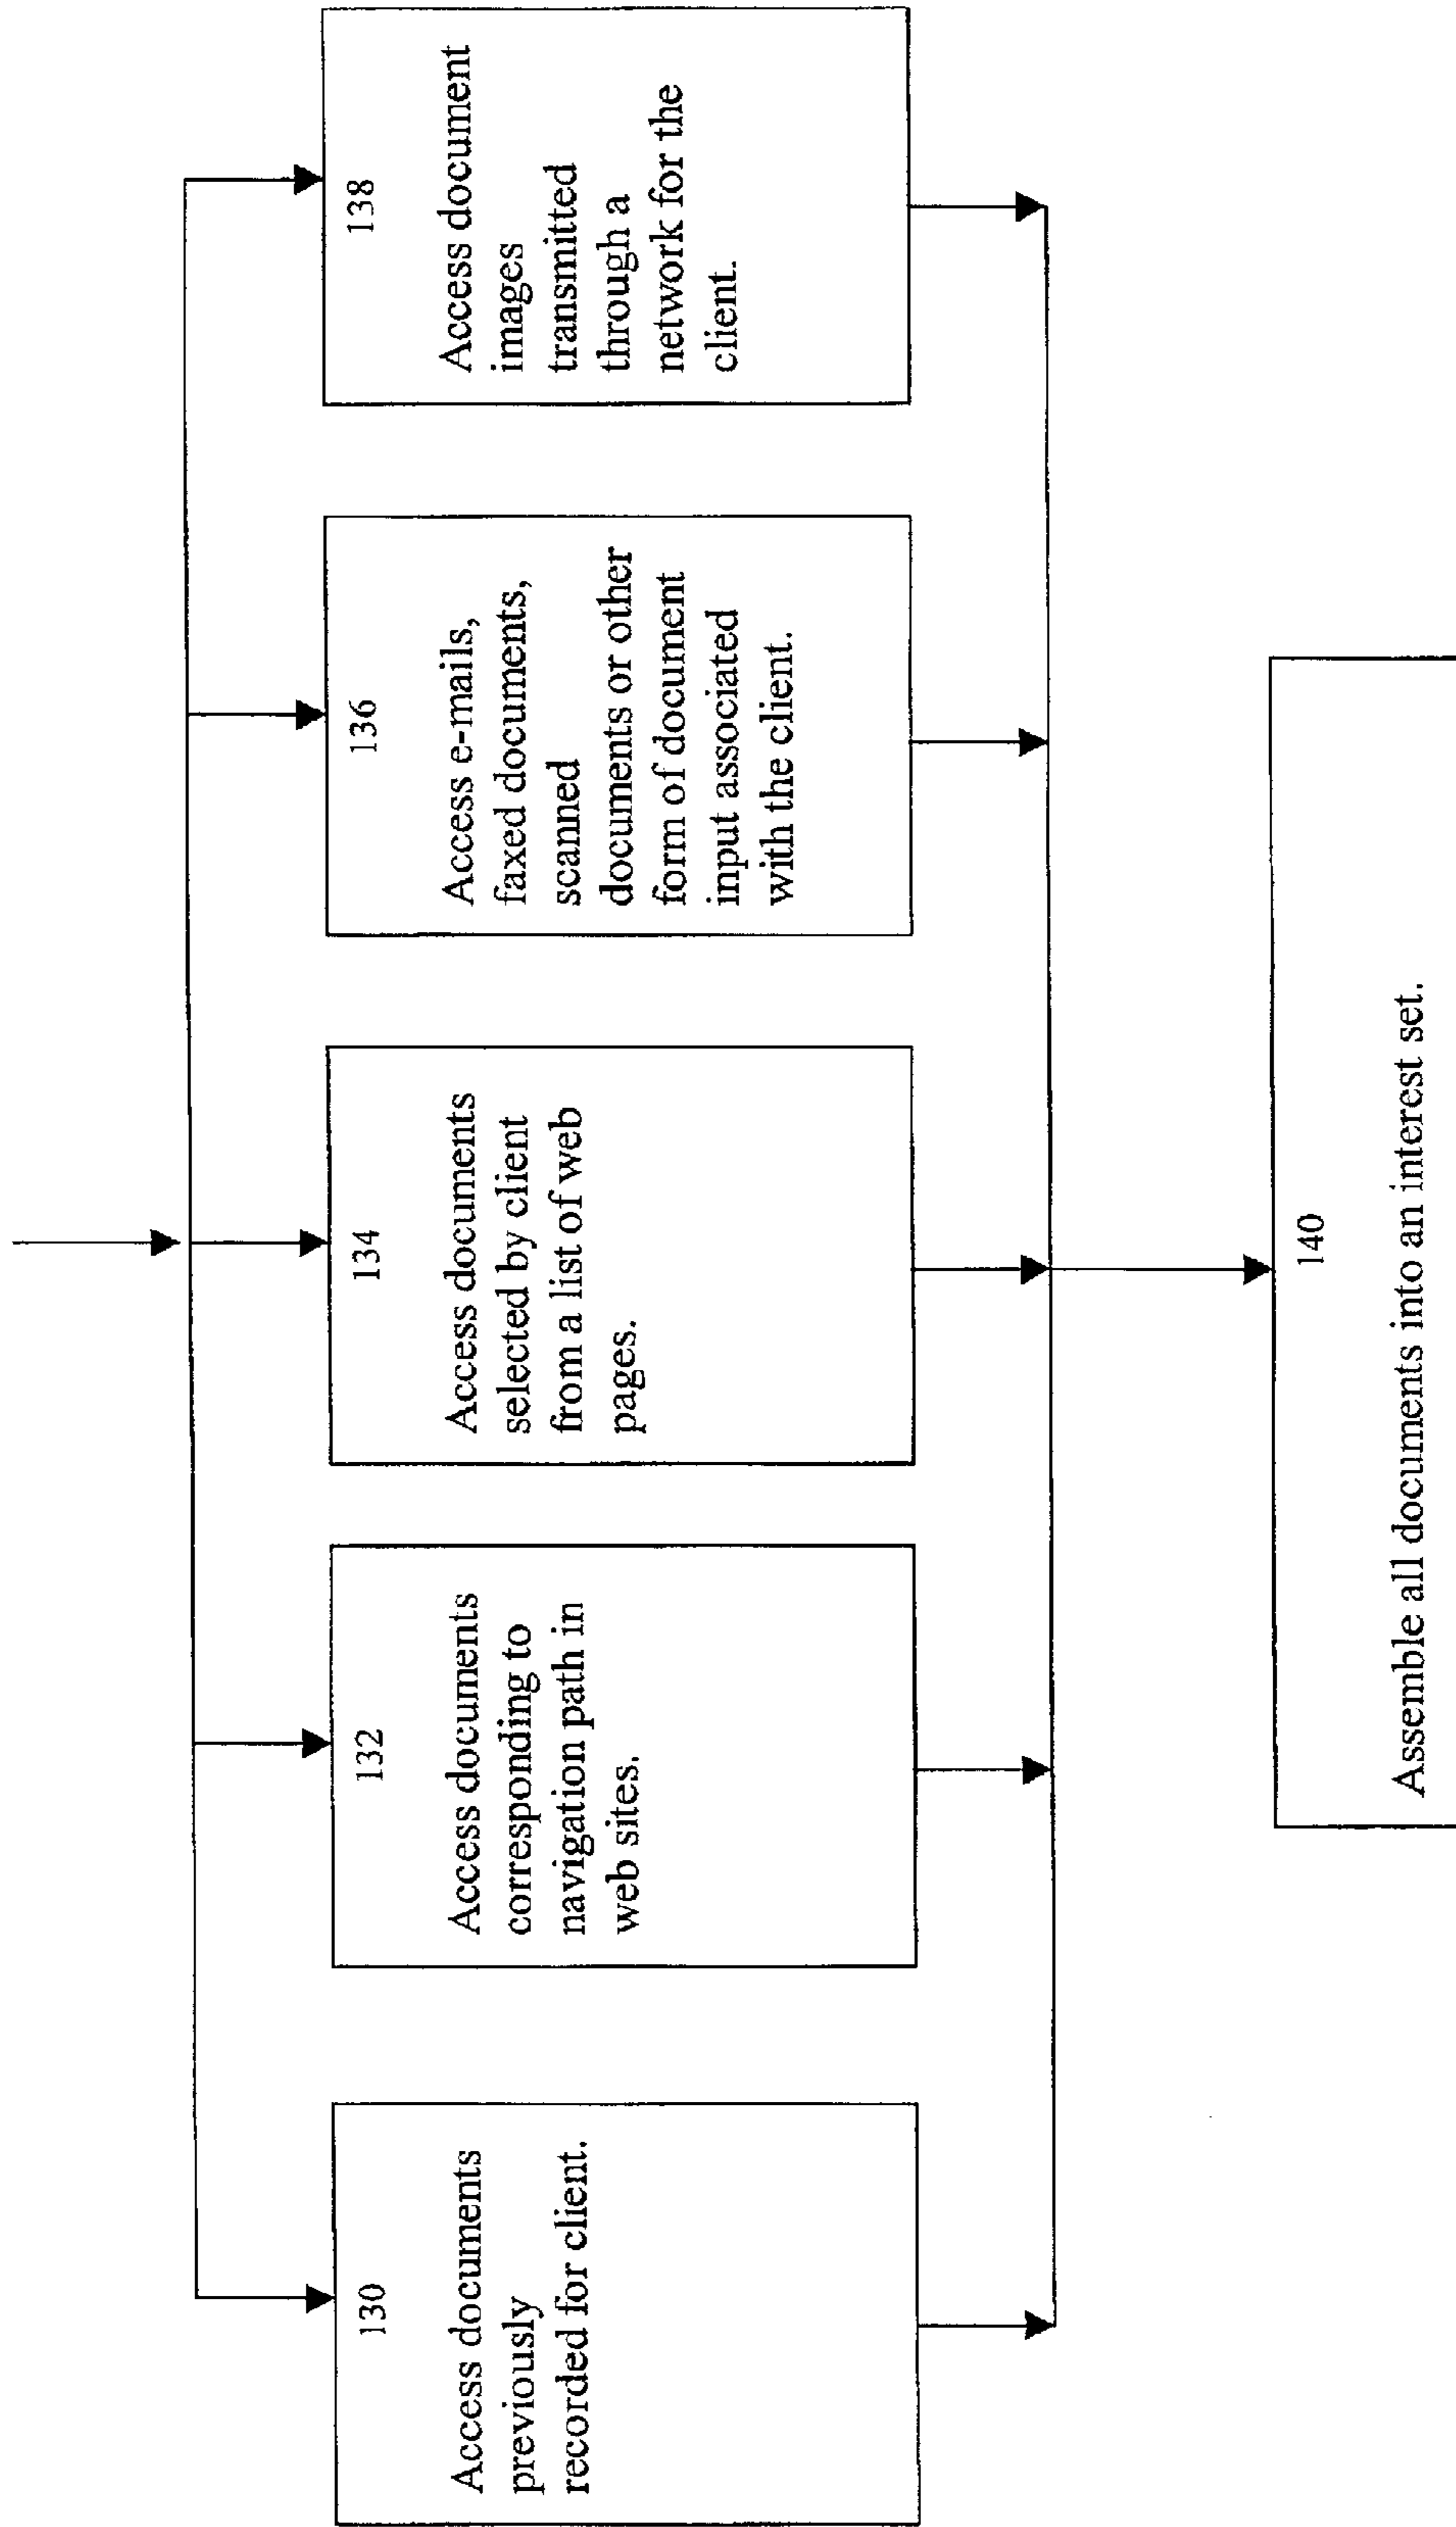 130
Access documents
previously
recorded for client.
132
Access documents
corresponding to
navigation path in
web sites.
134
Access documents
selected by client
from a list of web
pages.
136
Access e-mails,
faxed documents,
scanned
documents or other
form of document
input associated
with the client.
138
Access document
images
transmitted
through a
network for the
client.
140
Assemble all documents into an interest set.